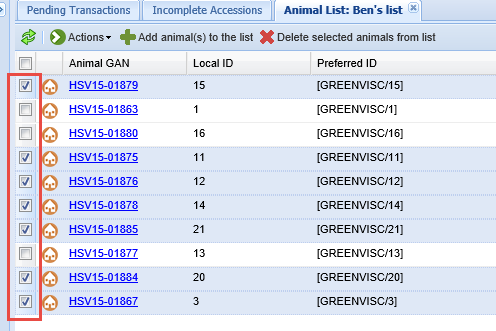 Pending Transactions Incomplete Accessions Animal List: Ben's list
Actions Add animal(s) to the list Delete selected animals from list
Animal GAN Local ID Preferred ID
HSV15-01879 15 [GREENVISC/15]
HSV15-01863 1 [GREENVISC/1]
HSV15-01880 16 [GREENVISC/16]
HSV15-01875 11 [GREENVISC/11]
HSV15-01876 12 [GREENVISC/12]
HSV15-01878 14 [GREENVISC/14]
HSV15-01885 21 [GREENVISC/21]
HSV15-01877 13 [GREENVISC/13]
HSV15-01884 20 [GREENVISC/20]
HSV15-01867 3 [GREENVISC/3]